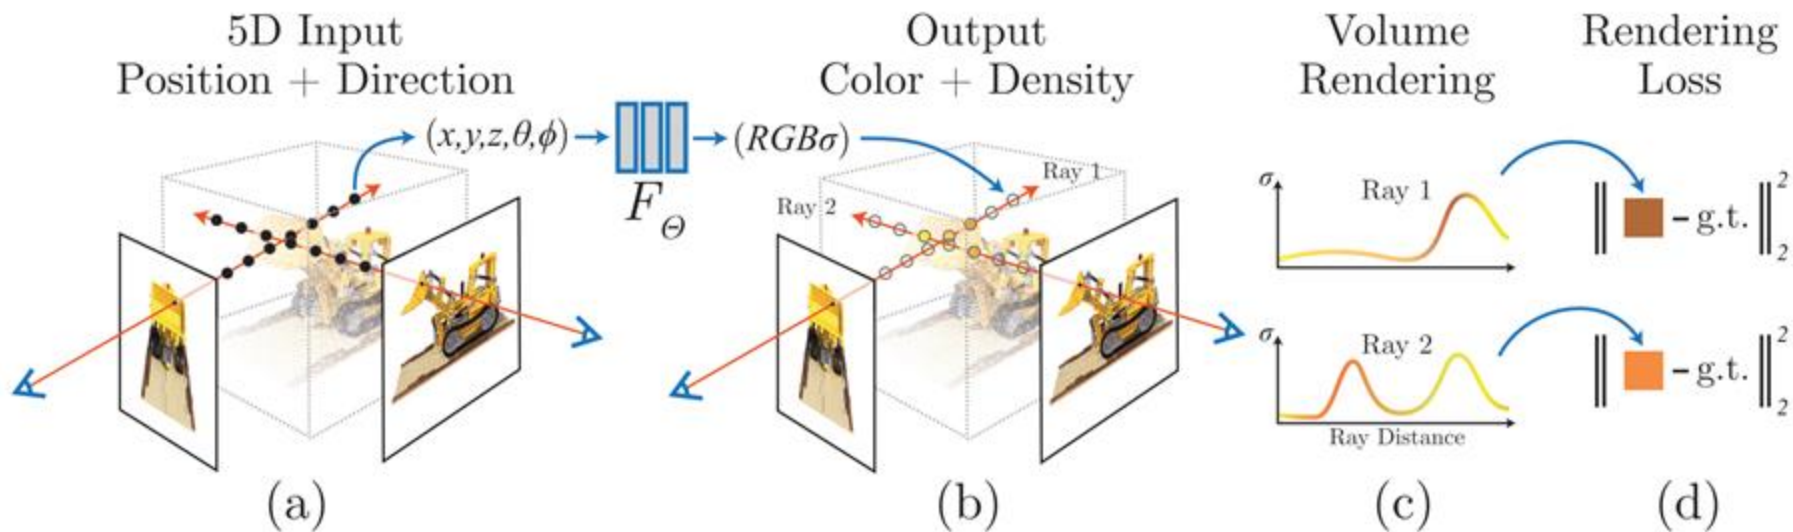 5D Input
Position + Direction
(x,y,z,θ,ϕ)
F_Θ
Output
Color + Density
(RGBσ)
Ray 1
Ray 2
Volume
Rendering
σ
Ray 1
σ
Ray 2
Ray Distance
Rendering
Loss
‖ - g.t. ‖²₂
‖ - g.t. ‖²₂
(a)
(b)
(c)
(d)